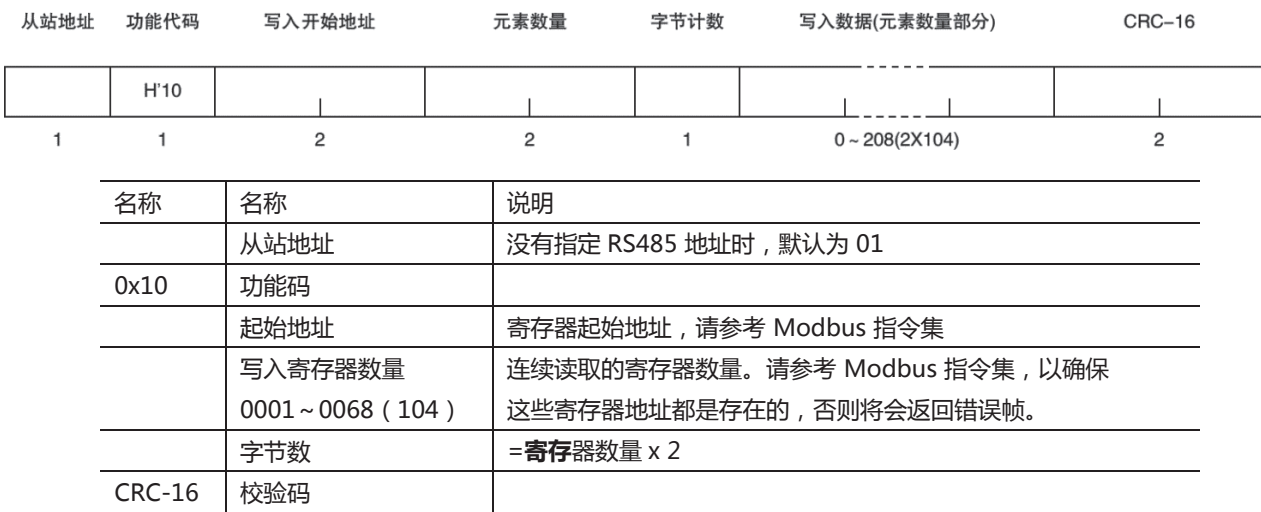 从站地址 功能代码 写入开始地址 元素数量 字节计数 写入数据(元素数量部分) CRC–16
H'10
1 1 2 2 1 0~208(2X104) 2
名称 名称 说明
从站地址 没有指定 RS485 地址时，默认为 01
0x10 功能码
起始地址 寄存器起始地址，请参考 Modbus 指令集
写入寄存器数量 连续读取的寄存器数量。请参考 Modbus 指令集，以确保
0001～0068（104） 这些寄存器地址都是存在的，否则将会返回错误帧。
字节数 =寄存器数量 x 2
CRC-16 校验码